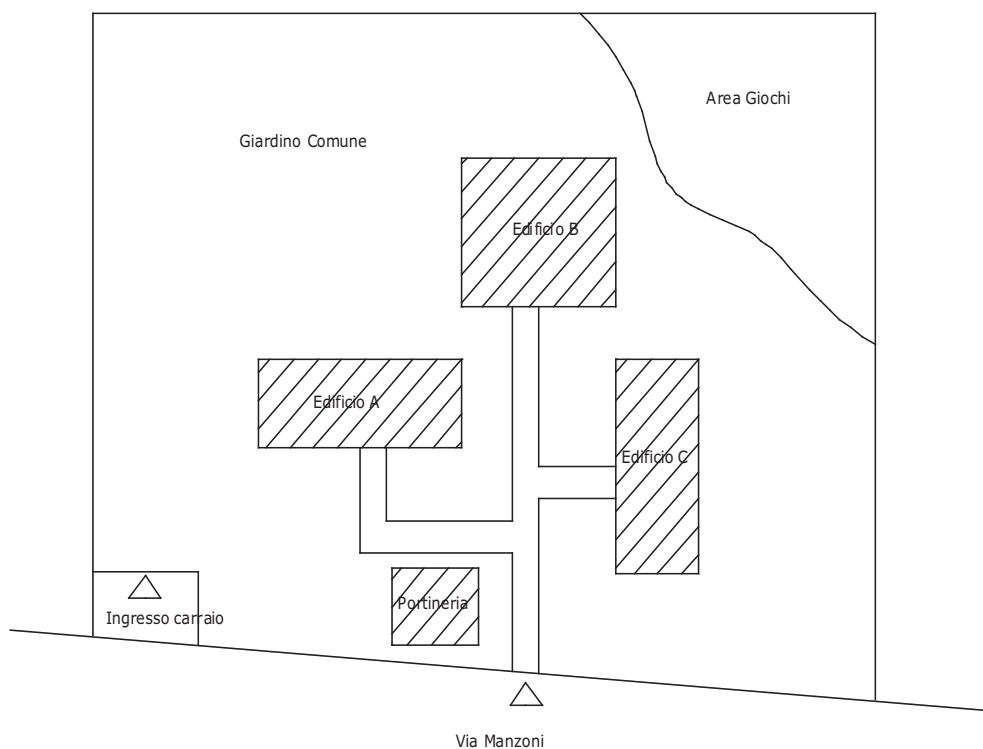 Area Giochi
Giardino Comune
Edificio B
Edificio A
Edificio C
Portineria
Ingresso carraio
Via Manzoni